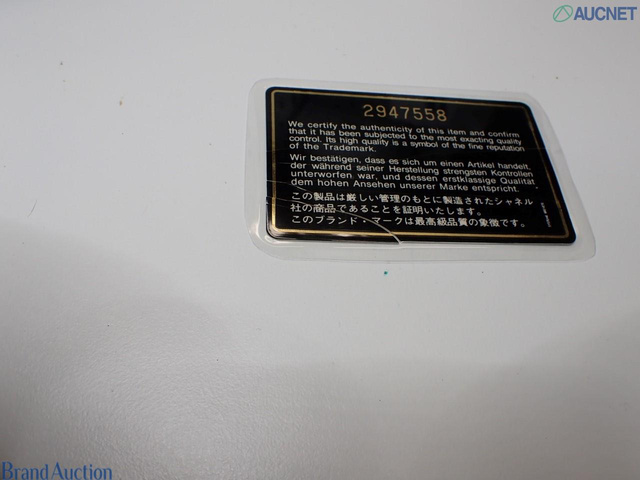 AUCNET
2947558
We certify the authenticity of this item and confirm
that it has been subjected to the most exacting quality
control. Its high quality is a symbol of the fine reputation
of the Trademark.
Wir bestätigen, dass es sich um einen Artikel handelt,
der während seiner Herstellung strengsten Kontrollen
unterworfen war, und dessen erstklassige Qualität
dem hohen Ansehen unserer Marke entspricht.
この製品は厳しい管理のもとに製造されたシャネル
社の商品であることを証明いたします。
このブランド・マークは最高級品質の象徴です。
BrandAuction